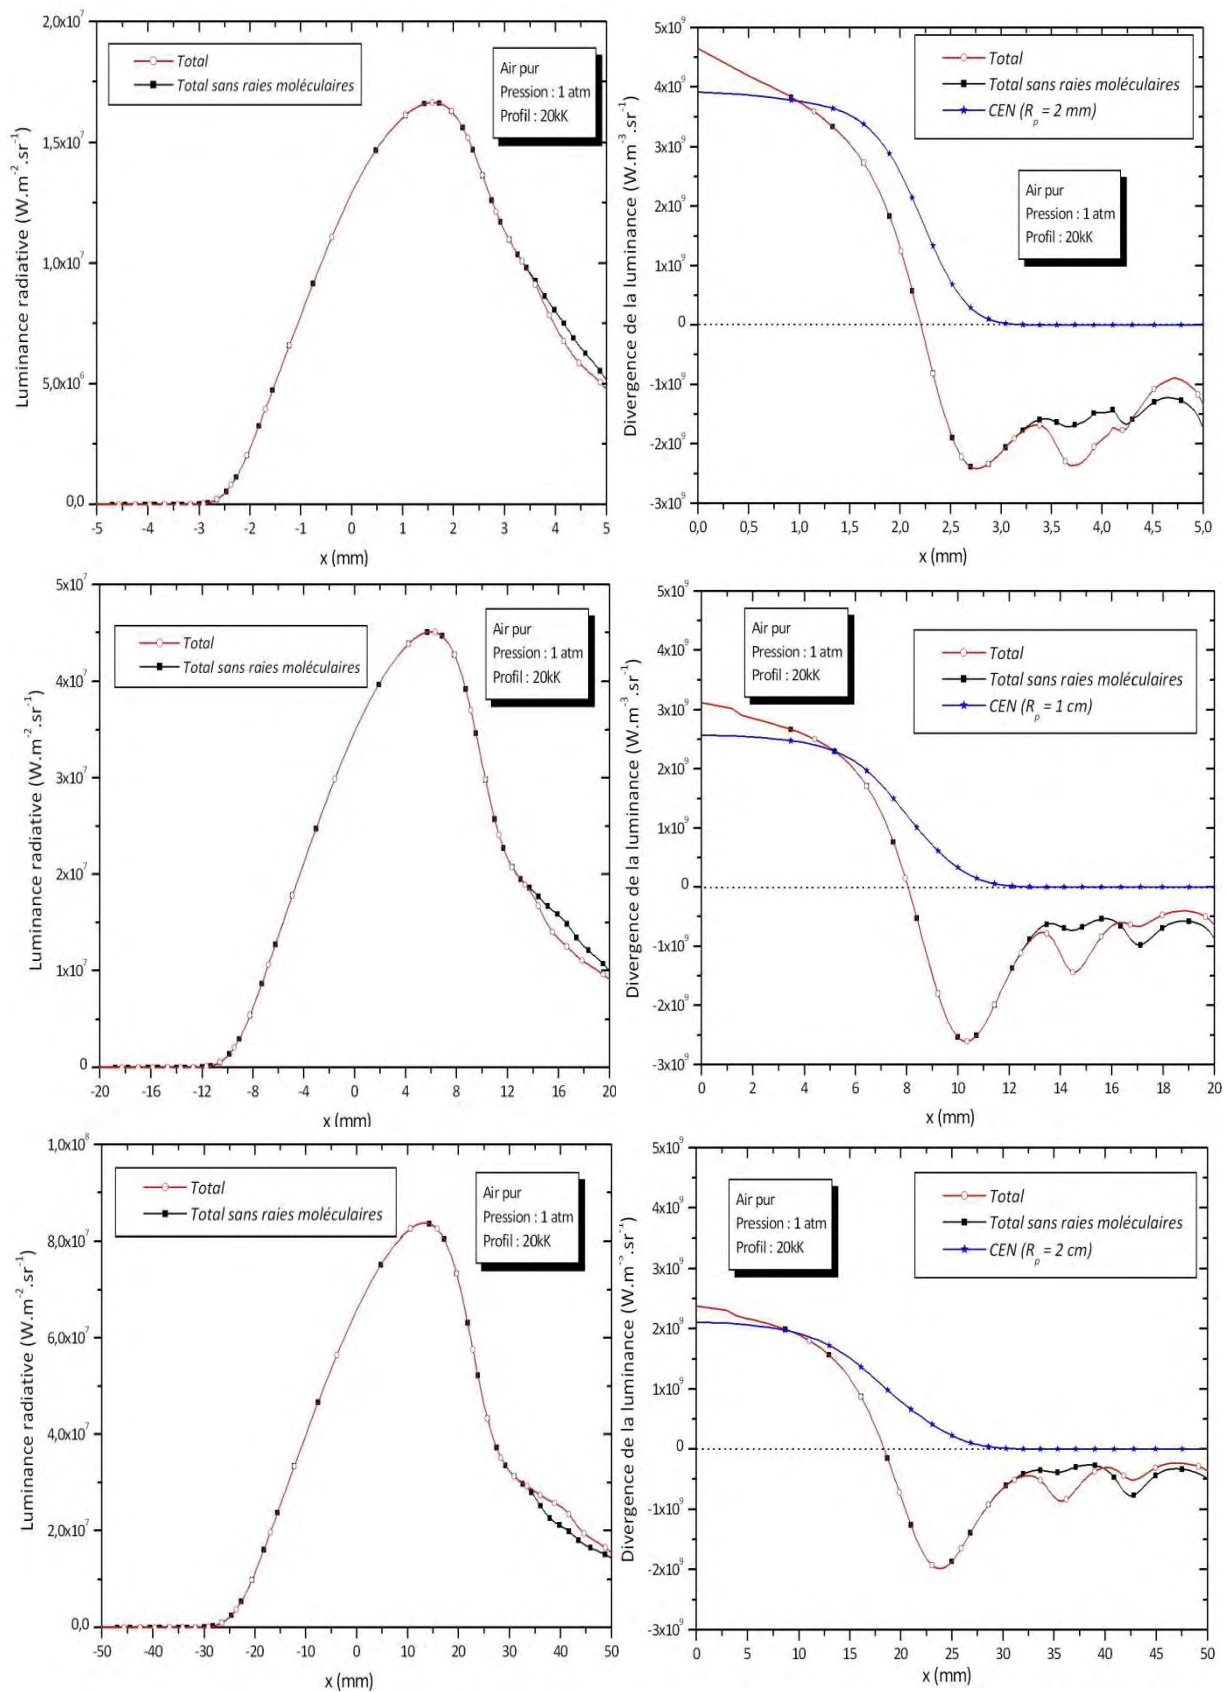 2,0x10⁷
1,5x10⁷
1,0x10⁷
5,0x10⁶
0,0
Luminance radiative (W.m⁻².sr⁻¹)
Total
Total sans raies moléculaires
Air pur
Pression : 1 atm
Profil : 20kK
-5 -4 -3 -2 -1 0 1 2 3 4 5
x (mm)
5x10⁹
4x10⁹
3x10⁹
2x10⁹
1x10⁹
0
-1x10⁹
-2x10⁹
-3x10⁹
Divergence de la luminance (W.m⁻³.sr⁻¹)
Total
Total sans raies moléculaires
CEN (Rₚ = 2 mm)
Air pur
Pression : 1 atm
Profil : 20kK
0,0 0,5 1,0 1,5 2,0 2,5 3,0 3,5 4,0 4,5 5,0
x (mm)
5x10⁷
4x10⁷
3x10⁷
2x10⁷
1x10⁷
0
Luminance radiative (W.m⁻².sr⁻¹)
Total
Total sans raies moléculaires
Air pur
Pression : 1 atm
Profil : 20kK
-20 -16 -12 -8 -4 0 4 8 12 16 20
x (mm)
5x10⁹
4x10⁹
3x10⁹
2x10⁹
1x10⁹
0
-1x10⁹
-2x10⁹
-3x10⁹
Divergence de la luminance (W.m⁻³.sr⁻¹)
Air pur
Pression : 1 atm
Profil : 20kK
Total
Total sans raies moléculaires
CEN (Rₚ = 1 cm)
0 2 4 6 8 10 12 14 16 18 20
x (mm)
1,0x10⁸
8,0x10⁷
6,0x10⁷
4,0x10⁷
2,0x10⁷
0,0
Luminance radiative (W.m⁻².sr⁻¹)
Total
Total sans raies moléculaires
Air pur
Pression : 1 atm
Profil : 20kK
-50 -40 -30 -20 -10 0 10 20 30 40 50
x (mm)
5x10⁹
4x10⁹
3x10⁹
2x10⁹
1x10⁹
0
-1x10⁹
-2x10⁹
-3x10⁹
Divergence de la luminance (W.m⁻³.sr⁻¹)
Air pur
Pression : 1 atm
Profil : 20kK
Total
Total sans raies moléculaires
CEN (Rₚ = 2 cm)
0 5 10 15 20 25 30 35 40 45 50
x (mm)